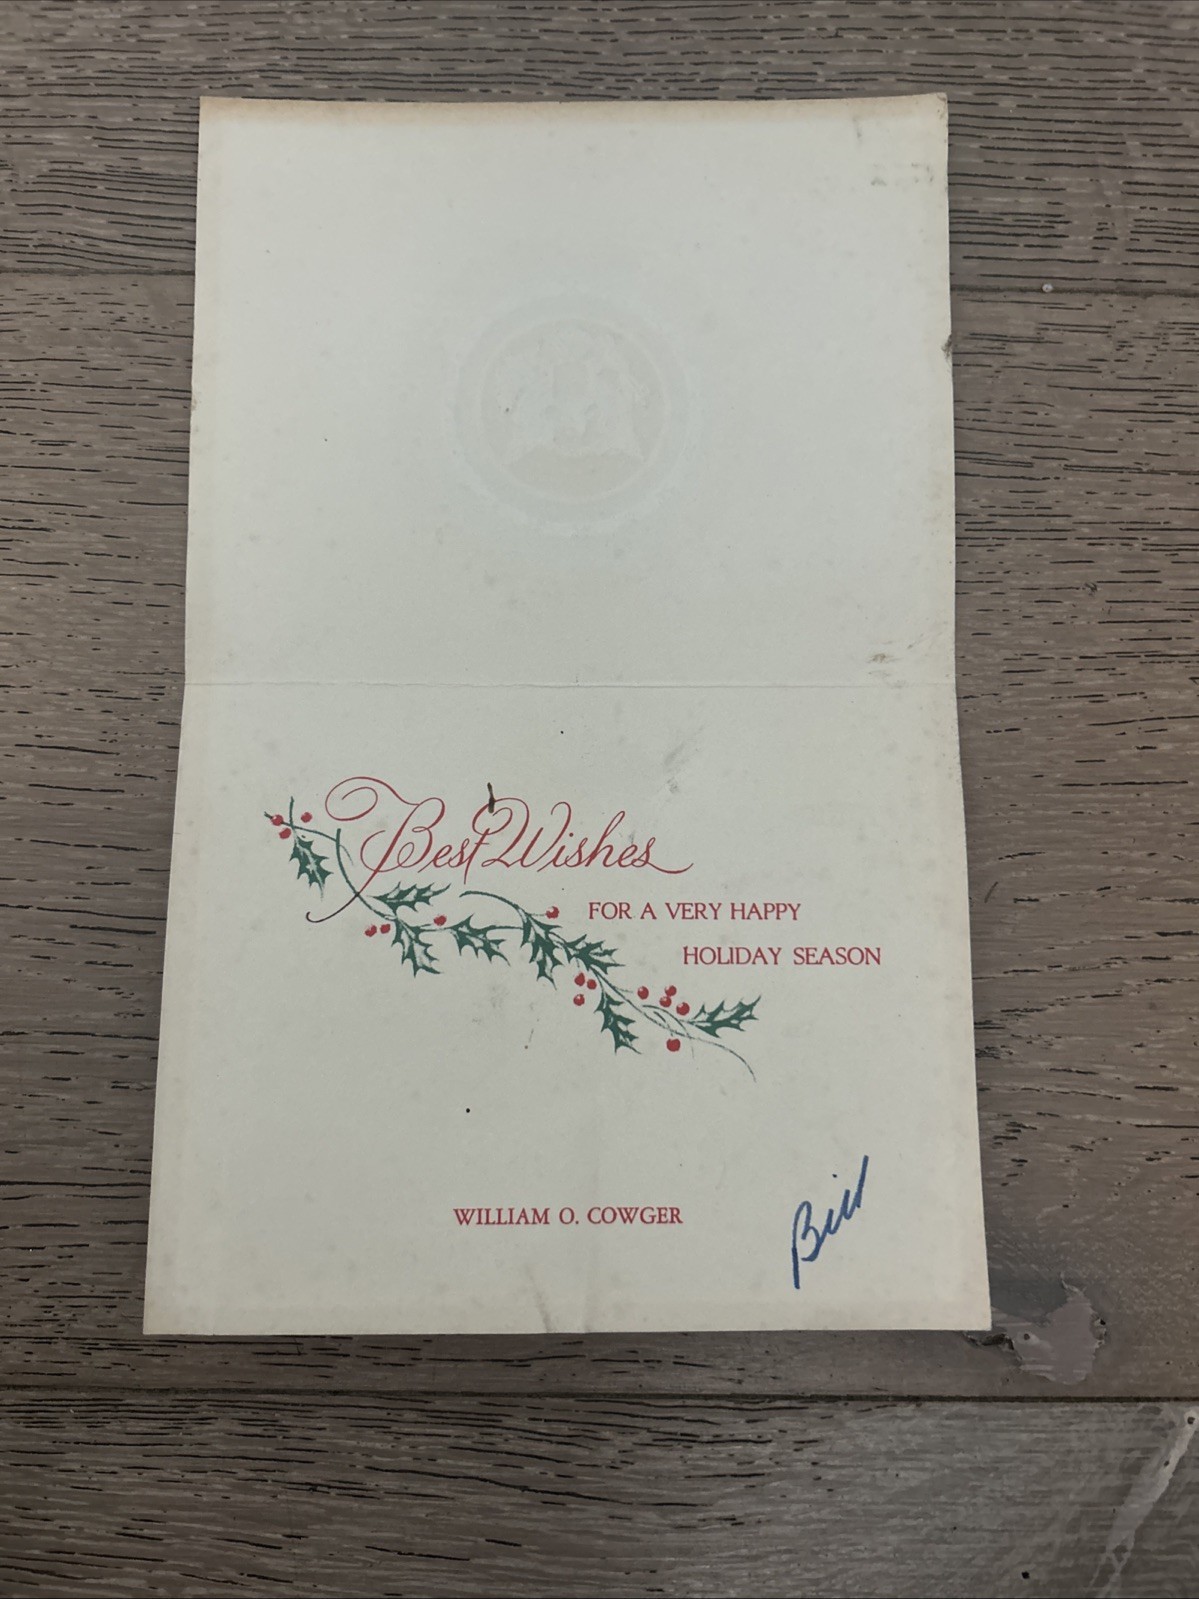 Best Wishes
FOR A VERY HAPPY
HOLIDAY SEASON
WILLIAM O. COWGER
Bill